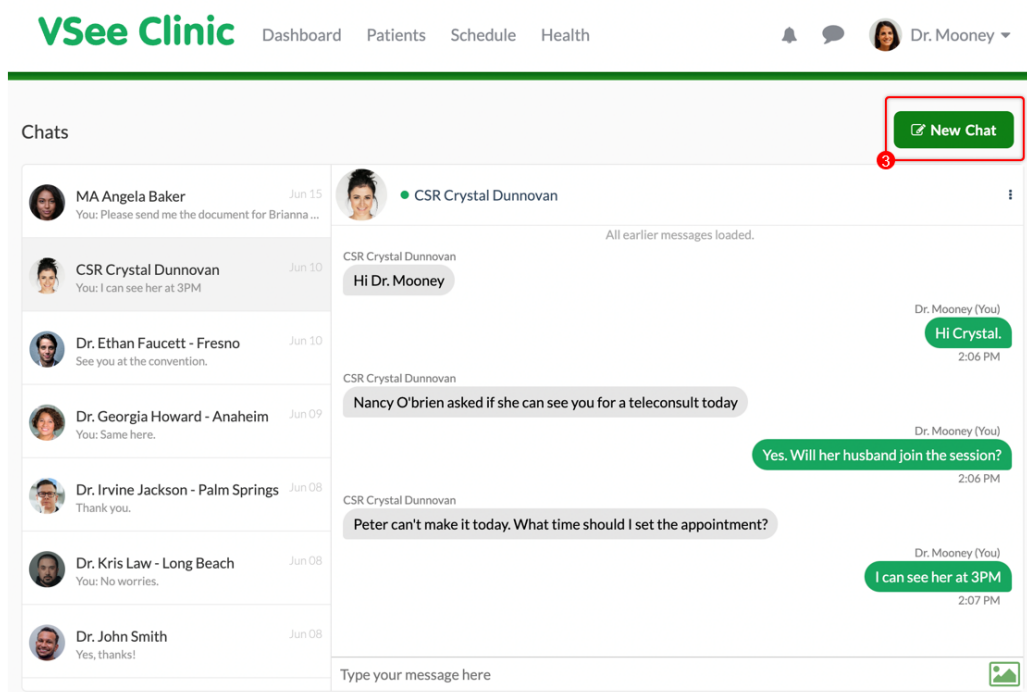 VSee Clinic
Dashboard Patients Schedule Health
Dr. Mooney
Chats
New Chat
3
MA Angela Baker Jun 15
You: Please send me the document for Brianna ...
CSR Crystal Dunnovan Jun 10
You: I can see her at 3PM
Dr. Ethan Faucett - Fresno Jun 10
See you at the convention.
Dr. Georgia Howard - Anaheim Jun 09
You: Same here.
Dr. Irvine Jackson - Palm Springs Jun 08
Thank you.
Dr. Kris Law - Long Beach Jun 08
You: No worries.
Dr. John Smith Jun 08
Yes, thanks!
CSR Crystal Dunnovan
All earlier messages loaded.
CSR Crystal Dunnovan
Hi Dr. Mooney
Dr. Mooney (You)
Hi Crystal.
2:06 PM
CSR Crystal Dunnovan
Nancy O'brien asked if she can see you for a teleconsult today
Dr. Mooney (You)
Yes. Will her husband join the session?
2:06 PM
CSR Crystal Dunnovan
Peter can't make it today. What time should I set the appointment?
Dr. Mooney (You)
I can see her at 3PM
2:07 PM
Type your message here